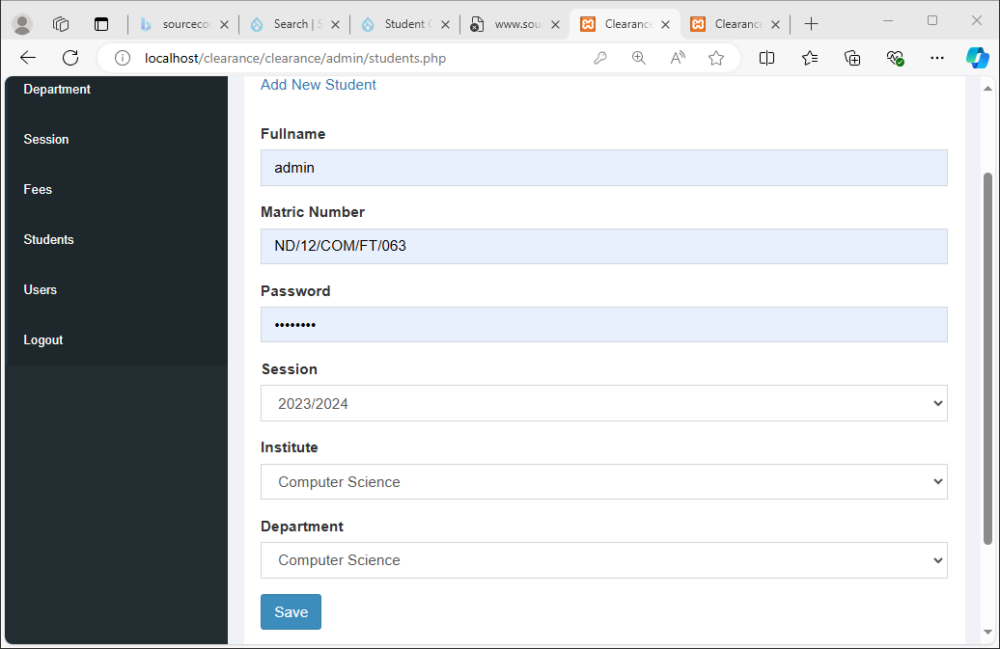 sourceco
Search | S
Student C
www.sou
Clearance
Clearance
localhost/clearance/clearance/admin/students.php
Department
Session
Fees
Students
Users
Logout
Add New Student
Fullname
admin
Matric Number
ND/12/COM/FT/063
Password
••••••••
Session
2023/2024
Institute
Computer Science
Department
Computer Science
Save